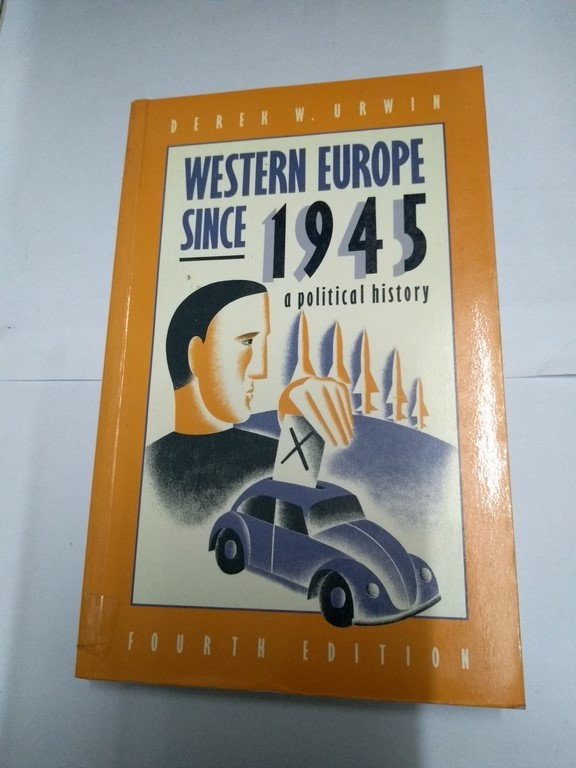 DEREK W. URWIN
WESTERN EUROPE
SINCE 1945
a political history
X
FOURTH EDITION